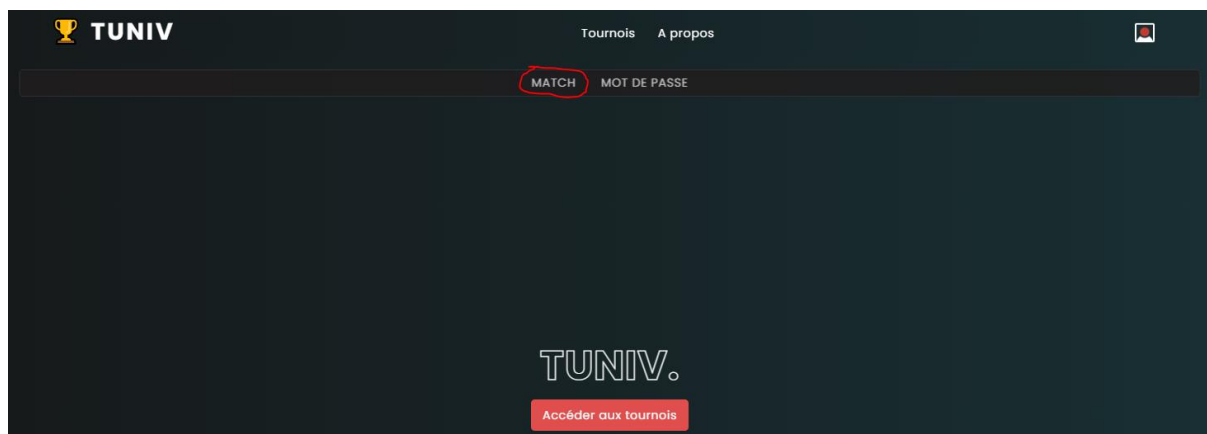 TUNIV
Tournois A propos
MATCH MOT DE PASSE
TUNIV.
Accéder aux tournois